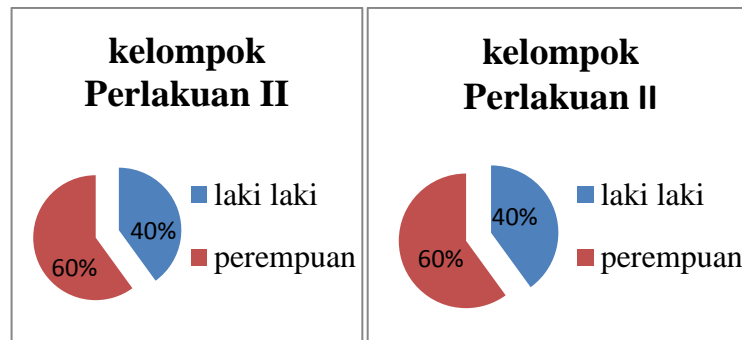 kelompok
Perlakuan II
40%
60%
laki laki
perempuan
kelompok
Perlakuan II
40%
60%
laki laki
perempuan